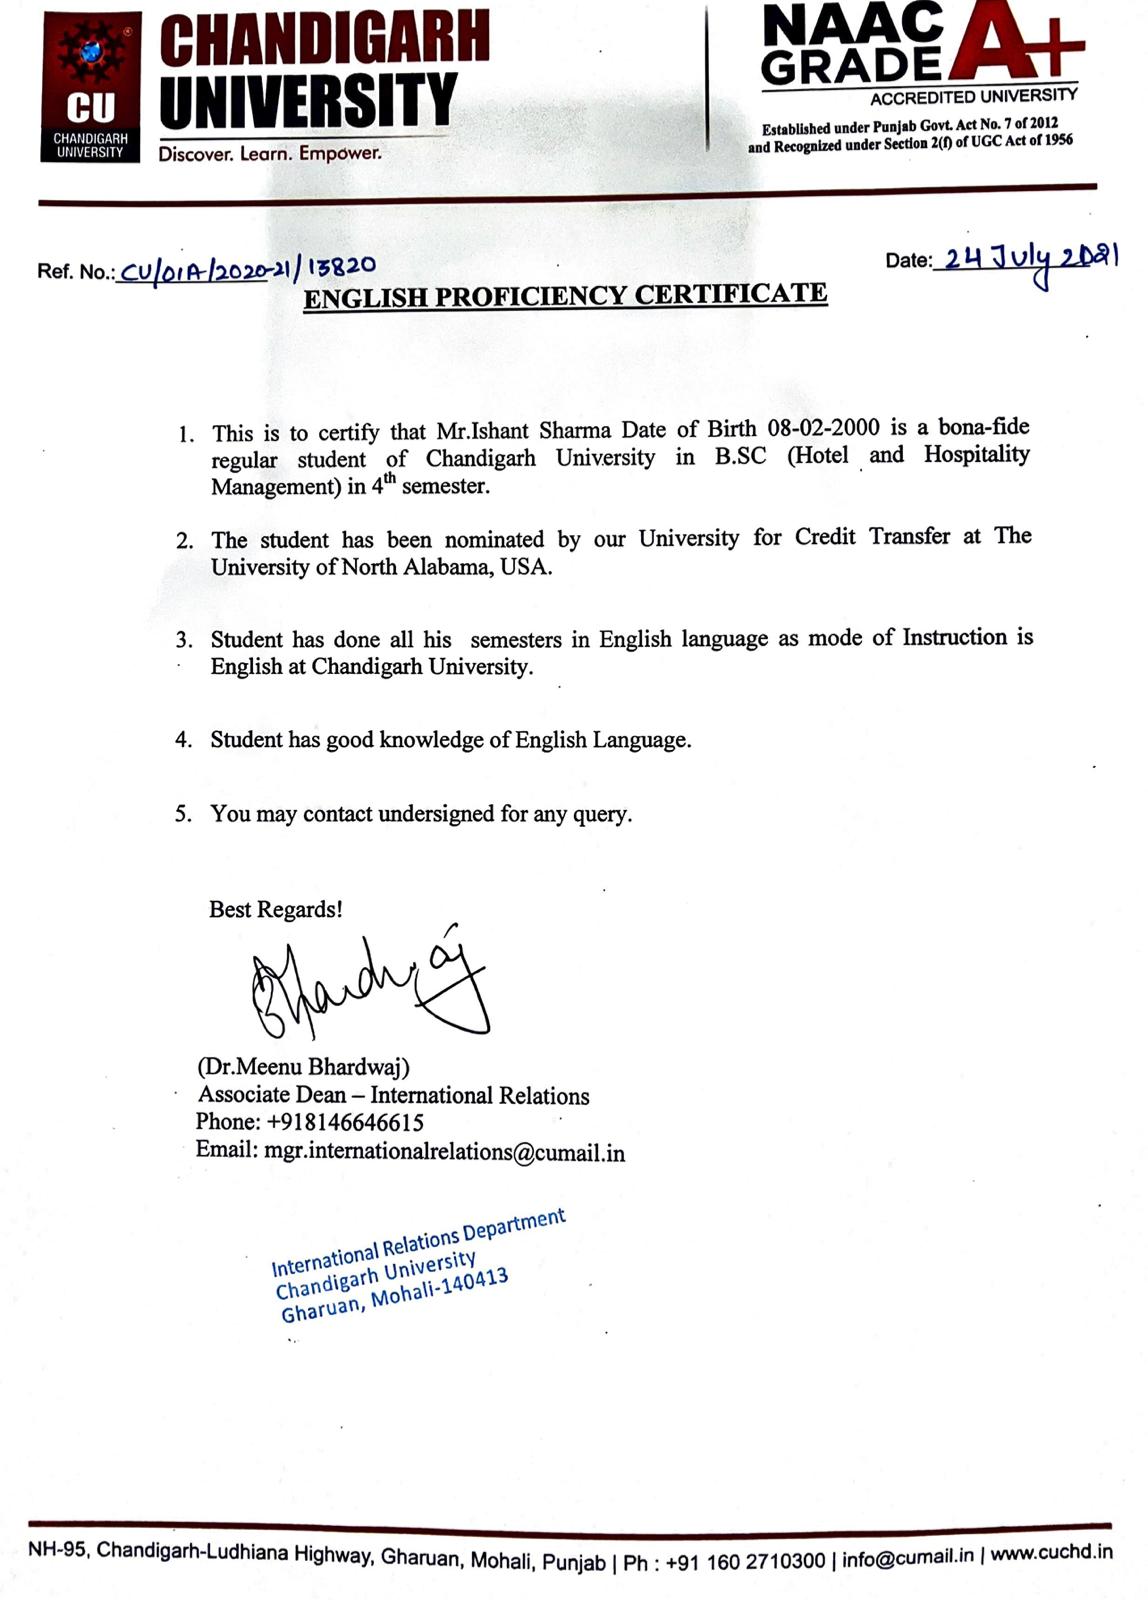 CHANDIGARH
UNIVERSITY
Discover. Learn. Empower.
CU
CHANDIGARH
UNIVERSITY
NAAC
GRADE A+
ACCREDITED UNIVERSITY
Established under Punjab Govt. Act No. 7 of 2012
and Recognized under Section 2(f) of UGC Act of 1956
Ref. No.: CU/OIA/2020-21/13820
Date: 24 July 2021
ENGLISH PROFICIENCY CERTIFICATE
1. This is to certify that Mr.Ishant Sharma Date of Birth 08-02-2000 is a bona-fide
regular student of Chandigarh University in B.SC (Hotel and Hospitality
Management) in 4th semester.
2. The student has been nominated by our University for Credit Transfer at The
University of North Alabama, USA.
3. Student has done all his semesters in English language as mode of Instruction is
English at Chandigarh University.
4. Student has good knowledge of English Language.
5. You may contact undersigned for any query.
Best Regards!
Bhardwaj
(Dr.Meenu Bhardwaj)
Associate Dean – International Relations
Phone: +918146646615
Email: mgr.internationalrelations@cumail.in
International Relations Department
Chandigarh University
Gharuan, Mohali-140413
NH-95, Chandigarh-Ludhiana Highway, Gharuan, Mohali, Punjab | Ph : +91 160 2710300 | info@cumail.in | www.cuchd.in